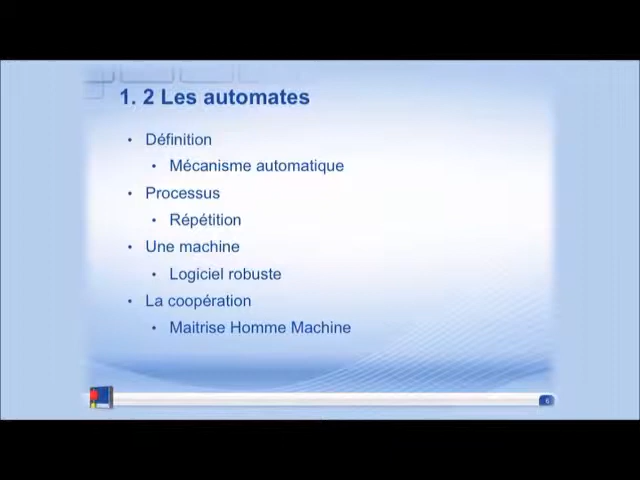 1. 2 Les automates
• Définition
• Mécanisme automatique
• Processus
• Répétition
• Une machine
• Logiciel robuste
• La coopération
• Maitrise Homme Machine